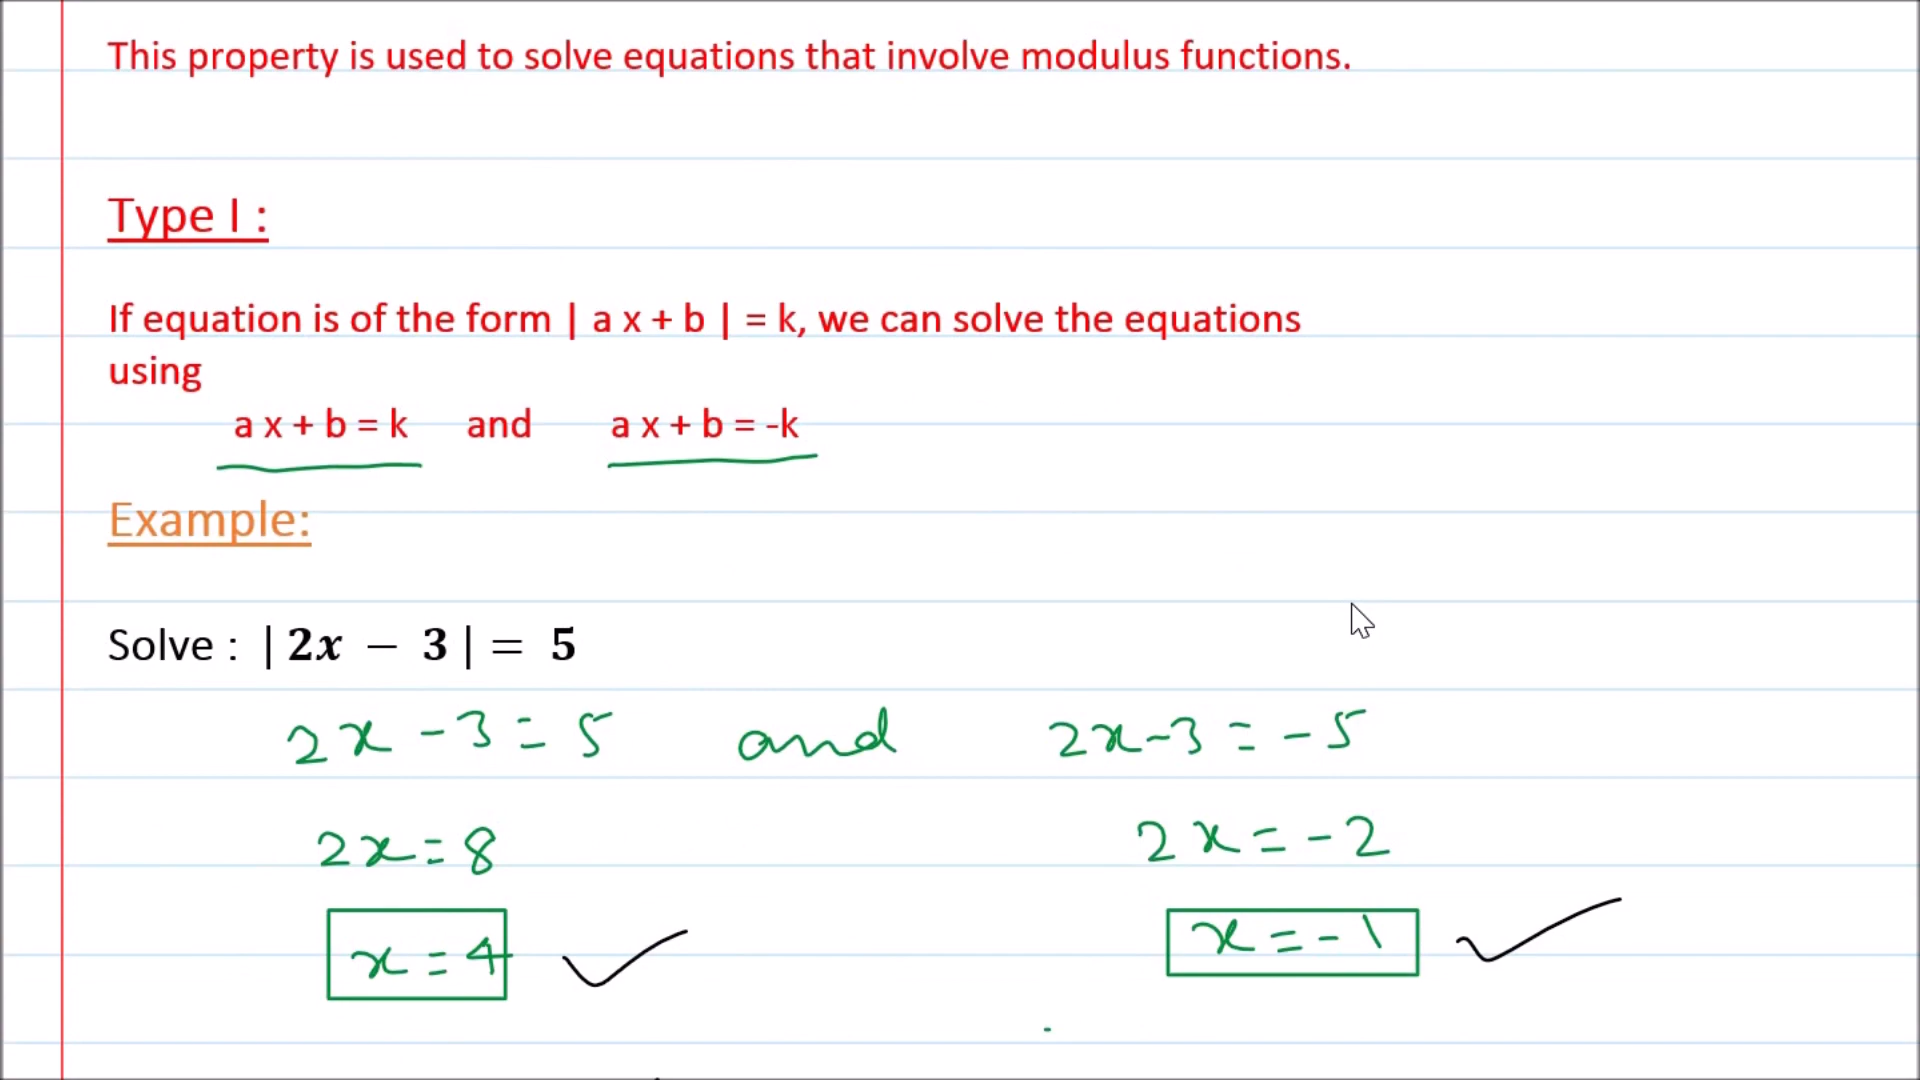 This property is used to solve equations that involve modulus functions.
Type I :
If equation is of the form | a x + b | = k, we can solve the equations
using
a x + b = k and a x + b = -k
Example:
Solve : | 2x − 3 | = 5
2x - 3 = 5 and 2x - 3 = - 5
2x = 8 2x = - 2
x = 4 x = - 1